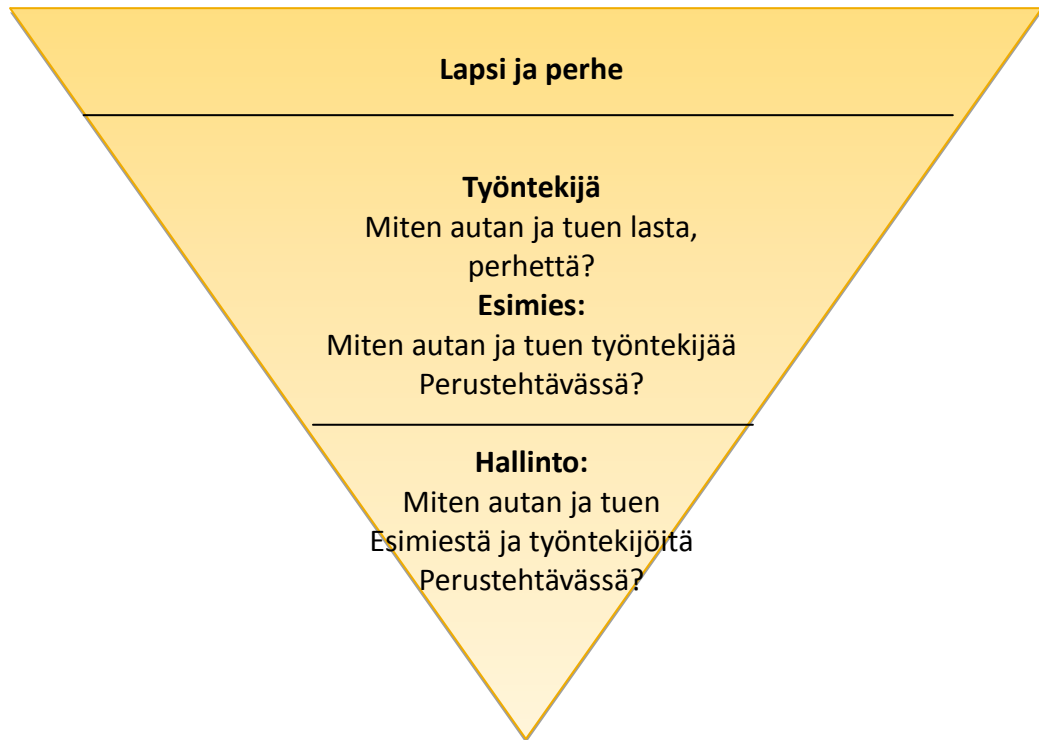 Lapsi ja perhe
Työntekijä
Miten autan ja tuen lasta,
perhettä?
Esimies:
Miten autan ja tuen työntekijää
Perustehtävässä?
Hallinto:
Miten autan ja tuen
Esimiestä ja työntekijöitä
Perustehtävässä?